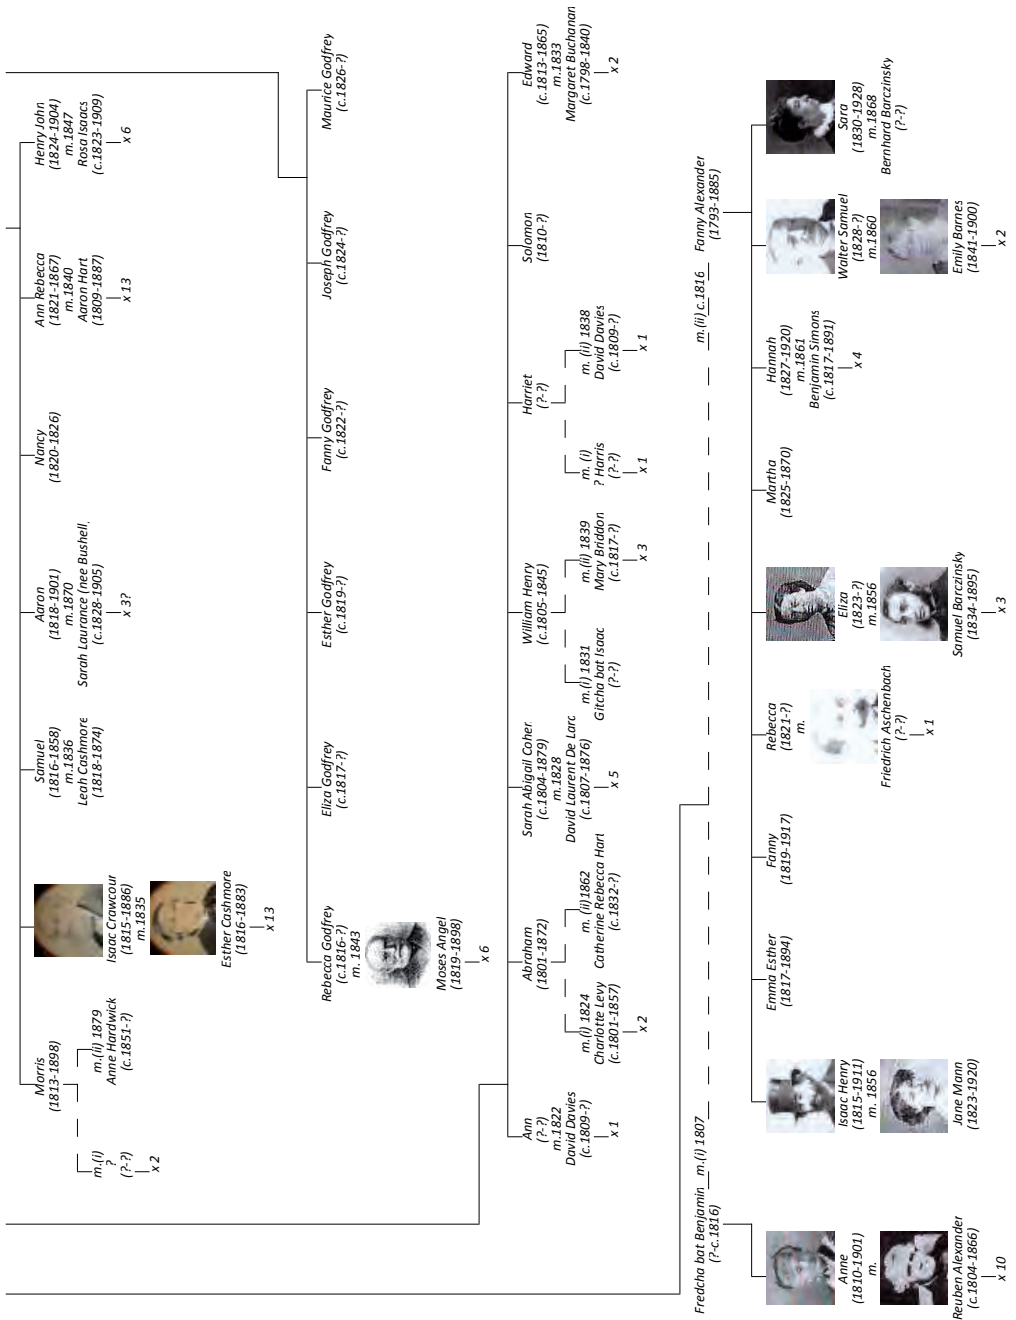 Morris
(1813-1898)
m.(i)
?
(?-?)
x 2
m.(ii) 1879
Anne Hardwick
(c.1851-?)
Isaac Crawcour
(1815-1886)
m.1835
Esther Cashmore
(1816-1883)
x 13
Samuel
(1816-1858)
m.1836
Leah Cashmore
(1818-1874)
Aaron
(1818-1901)
m.1870
Sarah Laurance (nee Bushell,
(c.1828-1905)
x 3?
Nancy
(1820-1826)
Ann Rebecca
(1821-1867)
m.1840
Aaron Hart
(1809-1887)
x 13
Henry John
(1824-1904)
m.1847
Rosa Isaacs
(c.1823-1909)
x 6
Rebecca Godfrey
(c.1816-?)
m. 1843
Moses Angel
(1819-1898)
x 6
Eliza Godfrey
(c.1817-?)
Esther Godfrey
(c.1819-?)
Fanny Godfrey
(c.1822-?)
Joseph Godfrey
(c.1824-?)
Maurice Godfrey
(c.1826-?)
Ann
(?-?)
m.1822
David Davies
(c.1809-?)
x 1
Abraham
(1801-1872)
m.(i) 1824
Charlotte Levy
(c.1801-1857)
x 2
m. (ii)1862
Catherine Rebecca Hart
(c.1832-?)
Sarah Abigail Cohen
(c.1804-1879)
m.1828
David Laurent De Lara
(c.1807-1876)
x 5
William Henry
(c.1805-1845)
m.(i) 1831
Gitcha bat Isaac
(?-?)
m.(ii) 1839
Mary Briddon
(c.1817-?)
x 3
Harriet
(?-?)
m. (i)
? Harris
(?-?)
x 1
m. (ii) 1838
David Davies
(c.1809-?)
x 1
Solomon
(1810-?)
Edward
(c.1813-1865)
m.1833
Margaret Buchanan
(c.1798-1840)
x 2
Fredcha bat Benjamin
(?-c.1816)
m.(i) 1807
m.(ii) c.1816
Fanny Alexander
(1793-1885)
Anne
(1810-1901)
m.
Reuben Alexander
(c.1804-1866)
x 10
Isaac Henry
(1815-1911)
m. 1856
Jane Mann
(1823-1920)
Emma Esther
(1817-1894)
Fanny
(1819-1917)
Rebecca
(1821-?)
m.
Friedrich Aschenbach
(?-?)
x 1
Eliza
(1823-?)
m.1856
Samuel Barczinsky
(1834-1895)
x 3
Martha
(1825-1870)
Hannah
(1827-1920)
m.1861
Benjamin Simons
(c.1817-1891)
x 4
Walter Samuel
(1828-?)
m.1860
Emily Barnes
(1841-1900)
x 2
Sara
(1830-1928)
m.1868
Bernhard Barczinsky
(?-?)